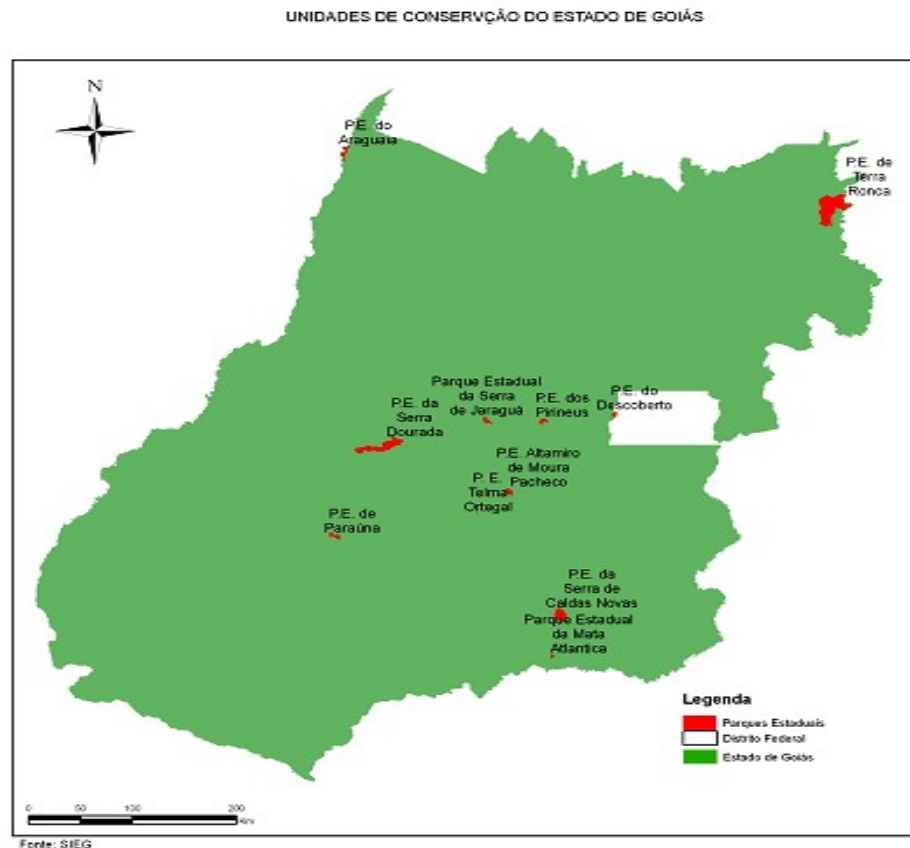 UNIDADES DE CONSERVÇÃO DO ESTADO DE GOIÁS
N
P.E. do
Araguaia
P.E. de
Terra
Ronca
Parque Estadual
da Serra
de Jaraguá
P.E. dos
Pirineus
P.E. do
Descoberto
P.E. da
Serra
Dourada
P.E. Altamiro
de Moura
Pacheco
P. E.
Telma
Ortegal
P.E. de
Paraúna
P.E. da
Serra de
Caldas Novas
Parque Estadual
da Mata
Atlantica
Legenda
Parques Estaduais
Distrito Federal
Estado de Goiás
0 50 100 200
Km
Fonte: SIEG